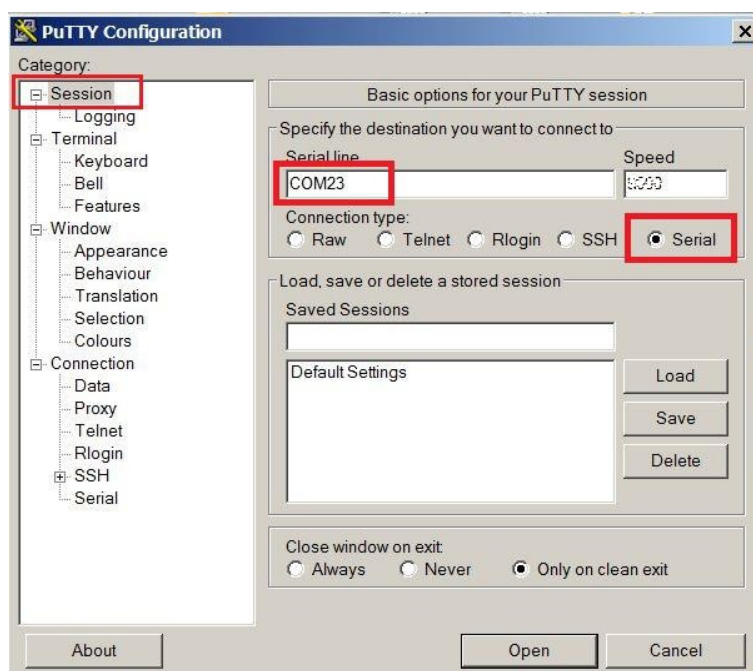 PuTTY Configuration
Category:
Session
Logging
Terminal
Keyboard
Bell
Features
Window
Appearance
Behaviour
Translation
Selection
Colours
Connection
Data
Proxy
Telnet
Rlogin
SSH
Serial
Basic options for your PuTTY session
Specify the destination you want to connect to
Serial line
Speed
COM23
Connection type:
Raw Telnet Rlogin SSH Serial
Load, save or delete a stored session
Saved Sessions
Default Settings
Load
Save
Delete
Close window on exit:
Always Never Only on clean exit
About
Open
Cancel